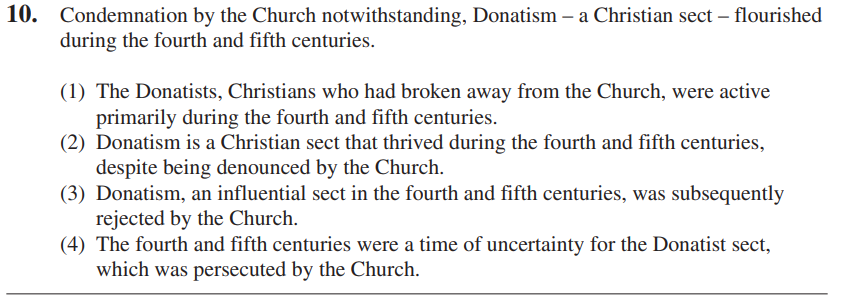 10. Condemnation by the Church notwithstanding, Donatism – a Christian sect – flourished
during the fourth and fifth centuries.
(1) The Donatists, Christians who had broken away from the Church, were active
primarily during the fourth and fifth centuries.
(2) Donatism is a Christian sect that thrived during the fourth and fifth centuries,
despite being denounced by the Church.
(3) Donatism, an influential sect in the fourth and fifth centuries, was subsequently
rejected by the Church.
(4) The fourth and fifth centuries were a time of uncertainty for the Donatist sect,
which was persecuted by the Church.